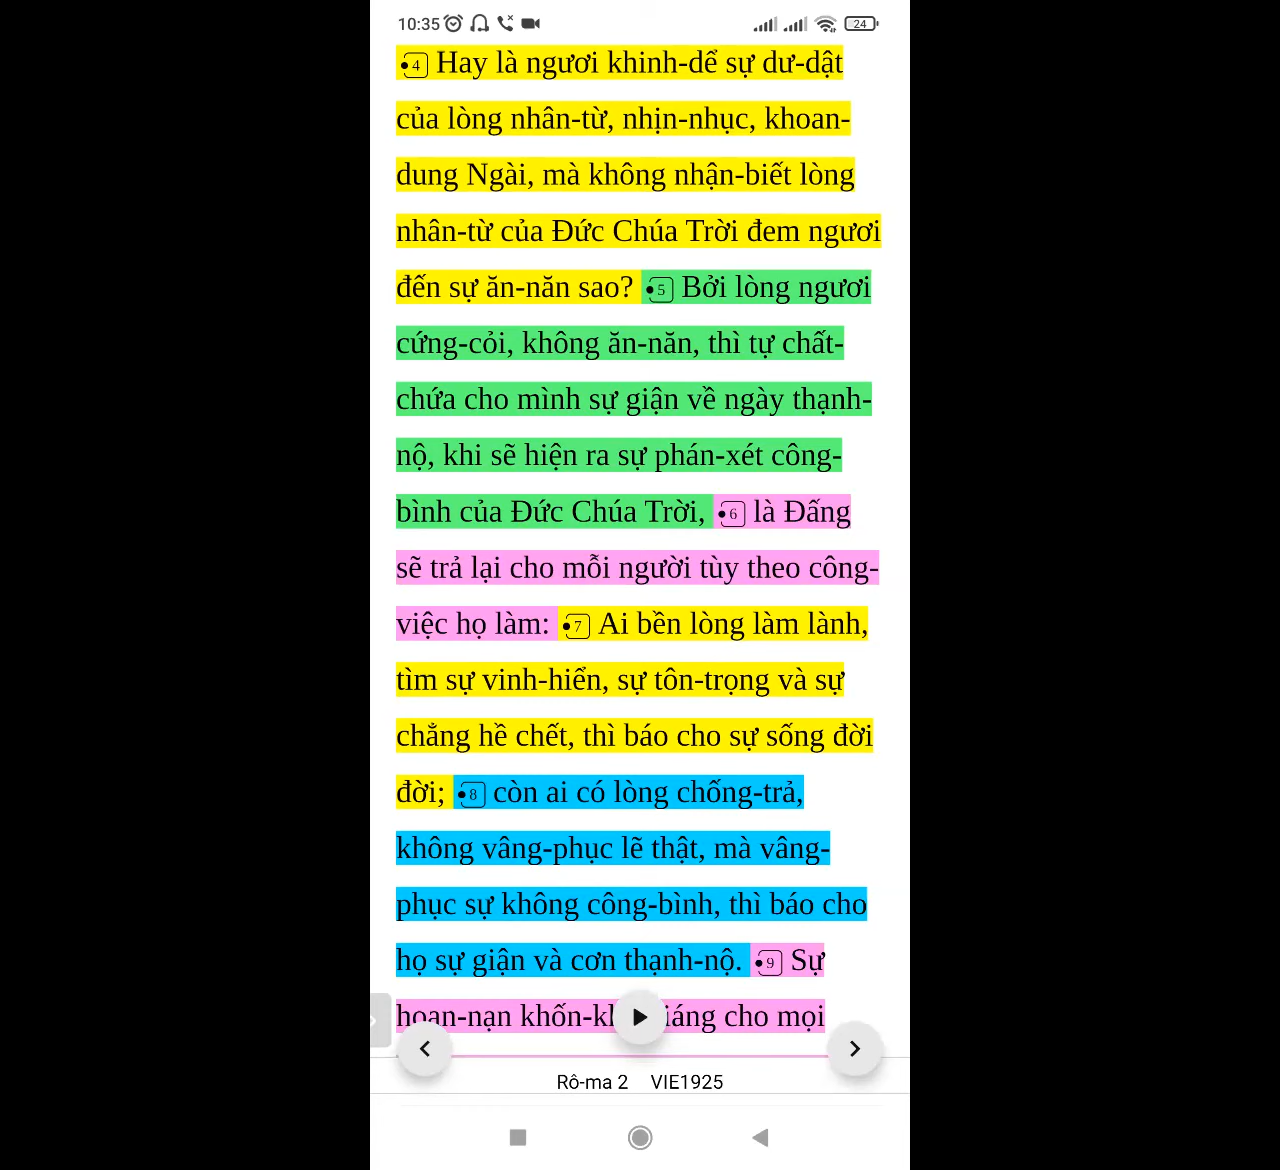 10:35 24
4 Hay là ngươi khinh-dể sự dư-dật
của lòng nhân-từ, nhịn-nhục, khoan-
dung Ngài, mà không nhận-biết lòng
nhân-từ của Đức Chúa Trời đem ngươi
đến sự ăn-năn sao? 5 Bởi lòng ngươi
cứng-cỏi, không ăn-năn, thì tự chất-
chứa cho mình sự giận về ngày thạnh-
nộ, khi sẽ hiện ra sự phán-xét công-
bình của Đức Chúa Trời, 6 là Đấng
sẽ trả lại cho mỗi người tùy theo công-
việc họ làm: 7 Ai bền lòng làm lành,
tìm sự vinh-hiển, sự tôn-trọng và sự
chẳng hề chết, thì báo cho sự sống đời
đời; 8 còn ai có lòng chống-trả,
không vâng-phục lẽ thật, mà vâng-
phục sự không công-bình, thì báo cho
họ sự giận và cơn thạnh-nộ. 9 Sự
hoạn-nạn giáng cho mọi
Rô-ma 2 VIE1925